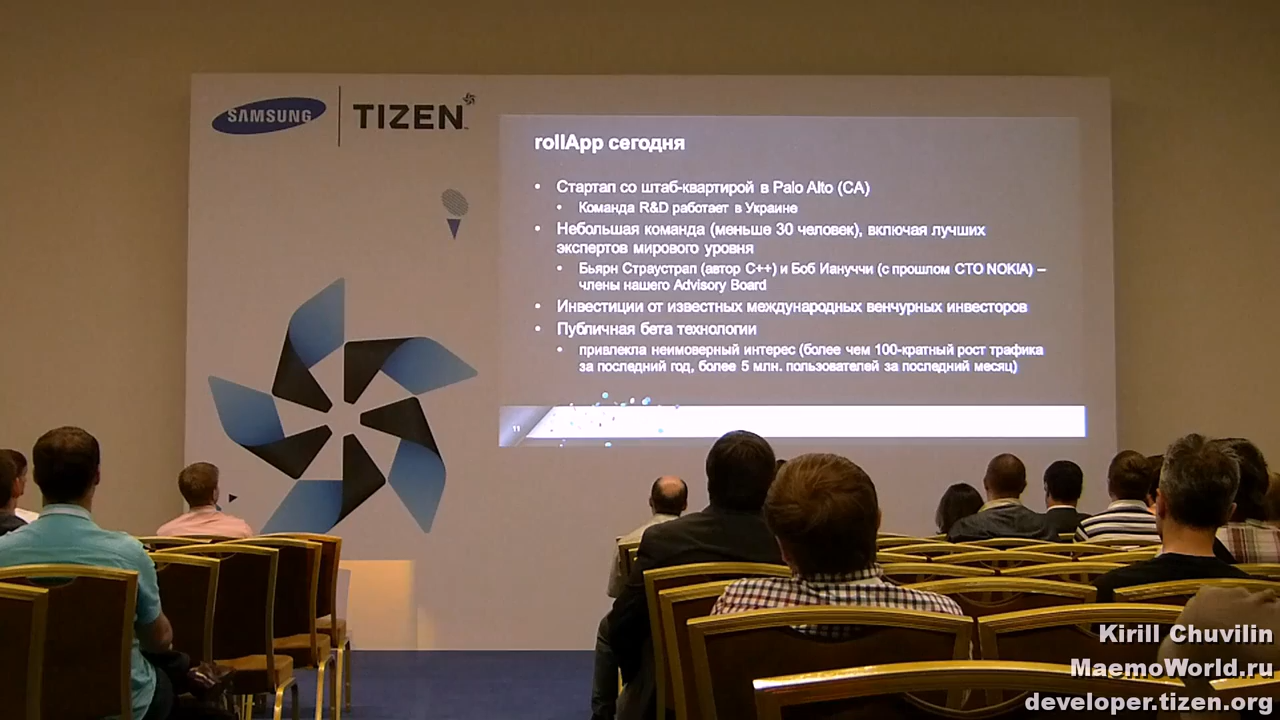 SAMSUNG
TIZEN™
rollApp сегодня
• Стартап со штаб-квартирой в Palo Alto (CA)
• Команда R&D работает в Украине
• Небольшая команда (меньше 30 человек), включая лучших
экспертов мирового уровня
• Бьярн Страустрап (автор C++) и Боб Иануччи (с прошлом CTO NOKIA) –
члены нашего Advisory Board
• Инвестиции от известных международных венчурных инвесторов
• Публичная бета технологии
• привлекла неимоверный интерес (более чем 100-кратный рост трафика
за последний год, более 5 млн. пользователей за последний месяц)
11
Kirill Chuvilin
MaemoWorld.ru
developer.tizen.org